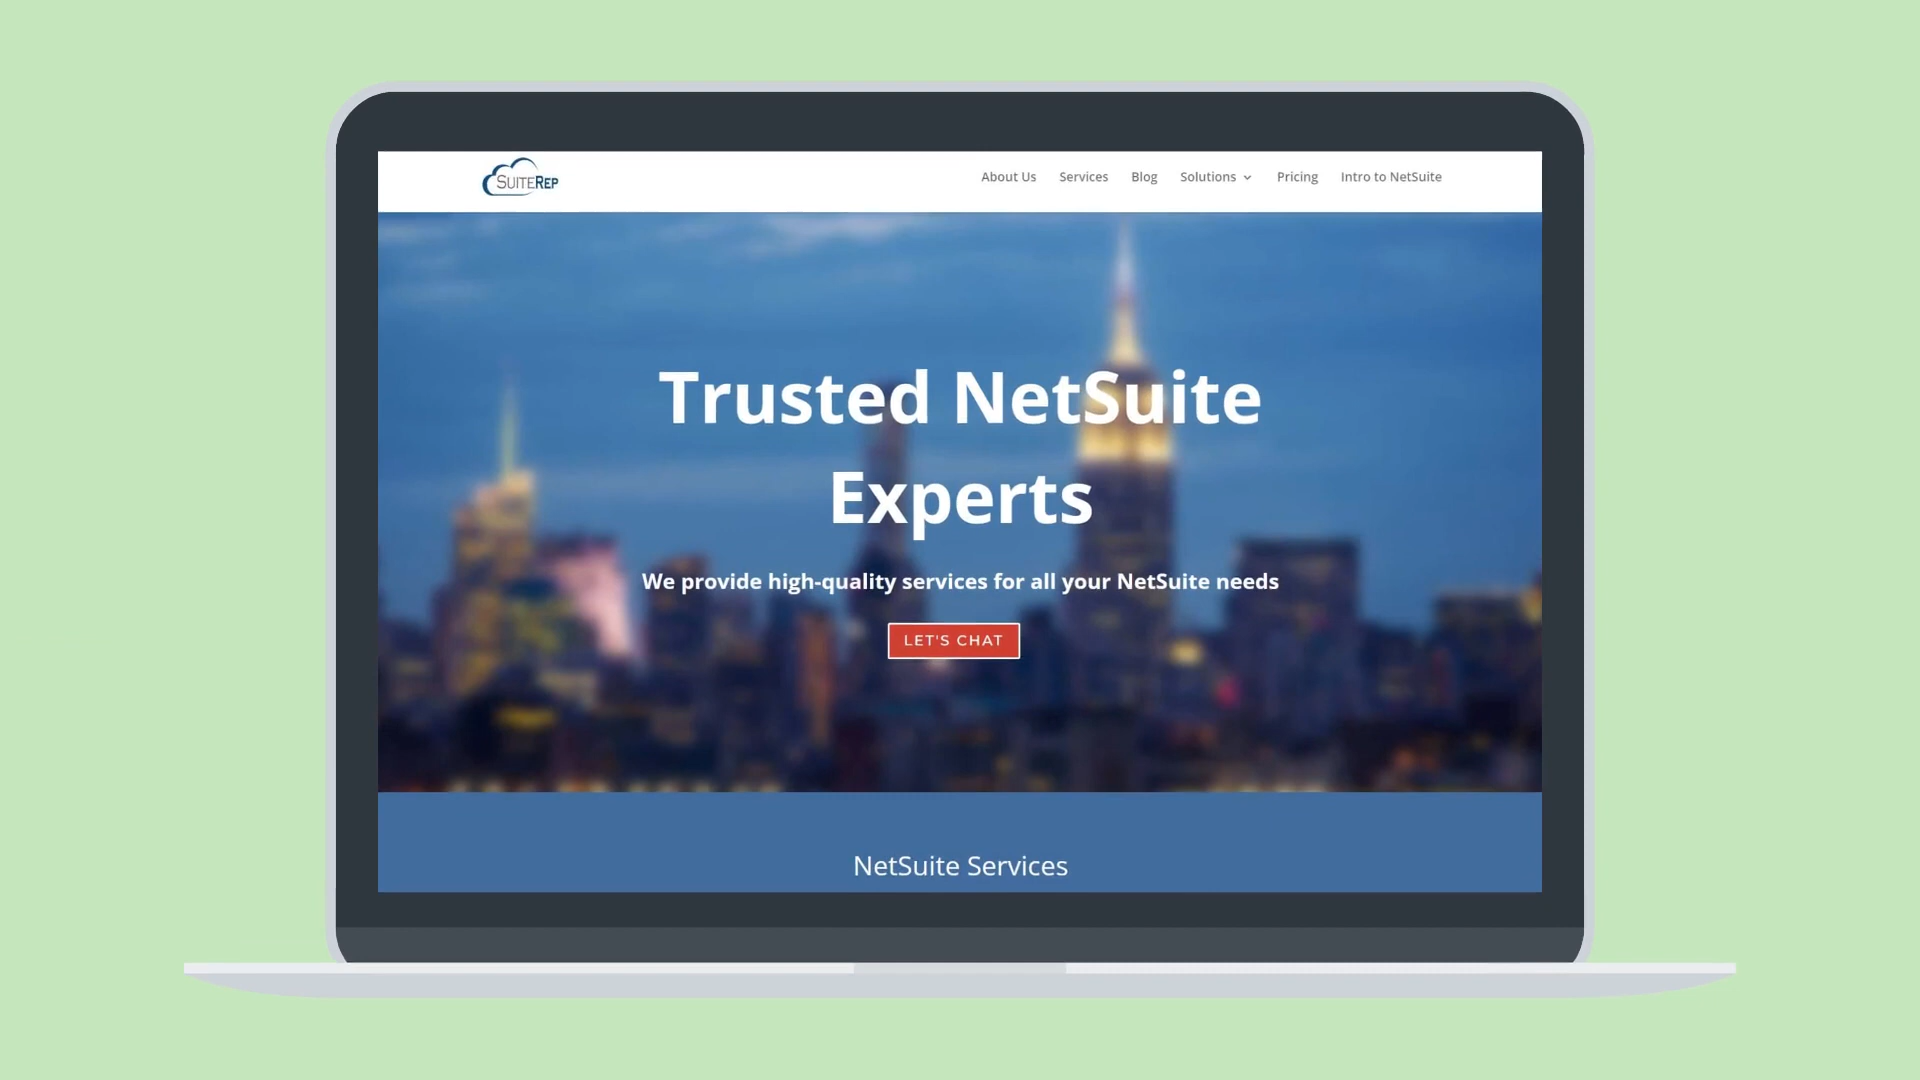 SUITEREP
About Us Services Blog Solutions Pricing Intro to NetSuite
Trusted NetSuite
Experts
We provide high-quality services for all your NetSuite needs
LET'S CHAT
NetSuite Services